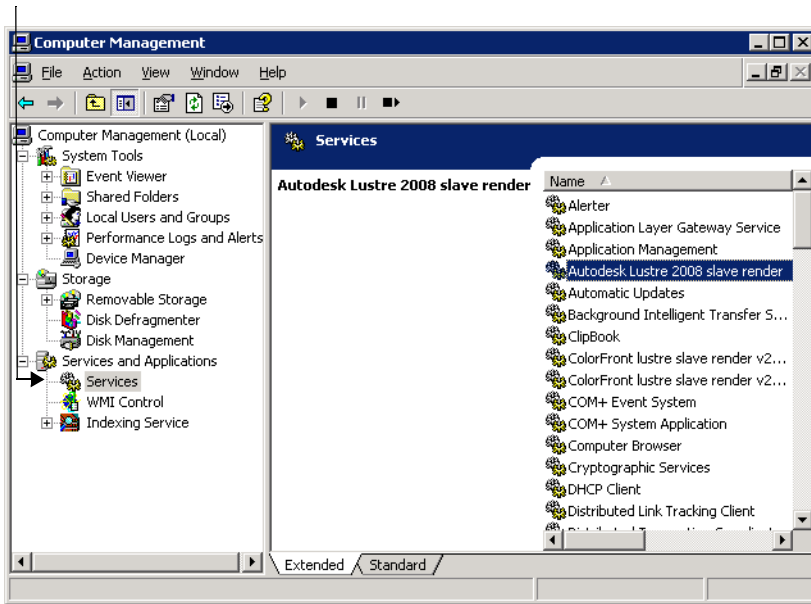 Computer Management
File Action View Window Help
Computer Management (Local)
System Tools
Event Viewer
Shared Folders
Local Users and Groups
Performance Logs and Alerts
Device Manager
Storage
Removable Storage
Disk Defragmenter
Disk Management
Services and Applications
Services
WMI Control
Indexing Service
Services
Autodesk Lustre 2008 slave render
Name
Alerter
Application Layer Gateway Service
Application Management
Autodesk Lustre 2008 slave render
Automatic Updates
Background Intelligent Transfer S...
ClipBook
ColorFront lustre slave render v2...
ColorFront lustre slave render v2...
COM+ Event System
COM+ System Application
Computer Browser
Cryptographic Services
DHCP Client
Distributed Link Tracking Client
Extended Standard